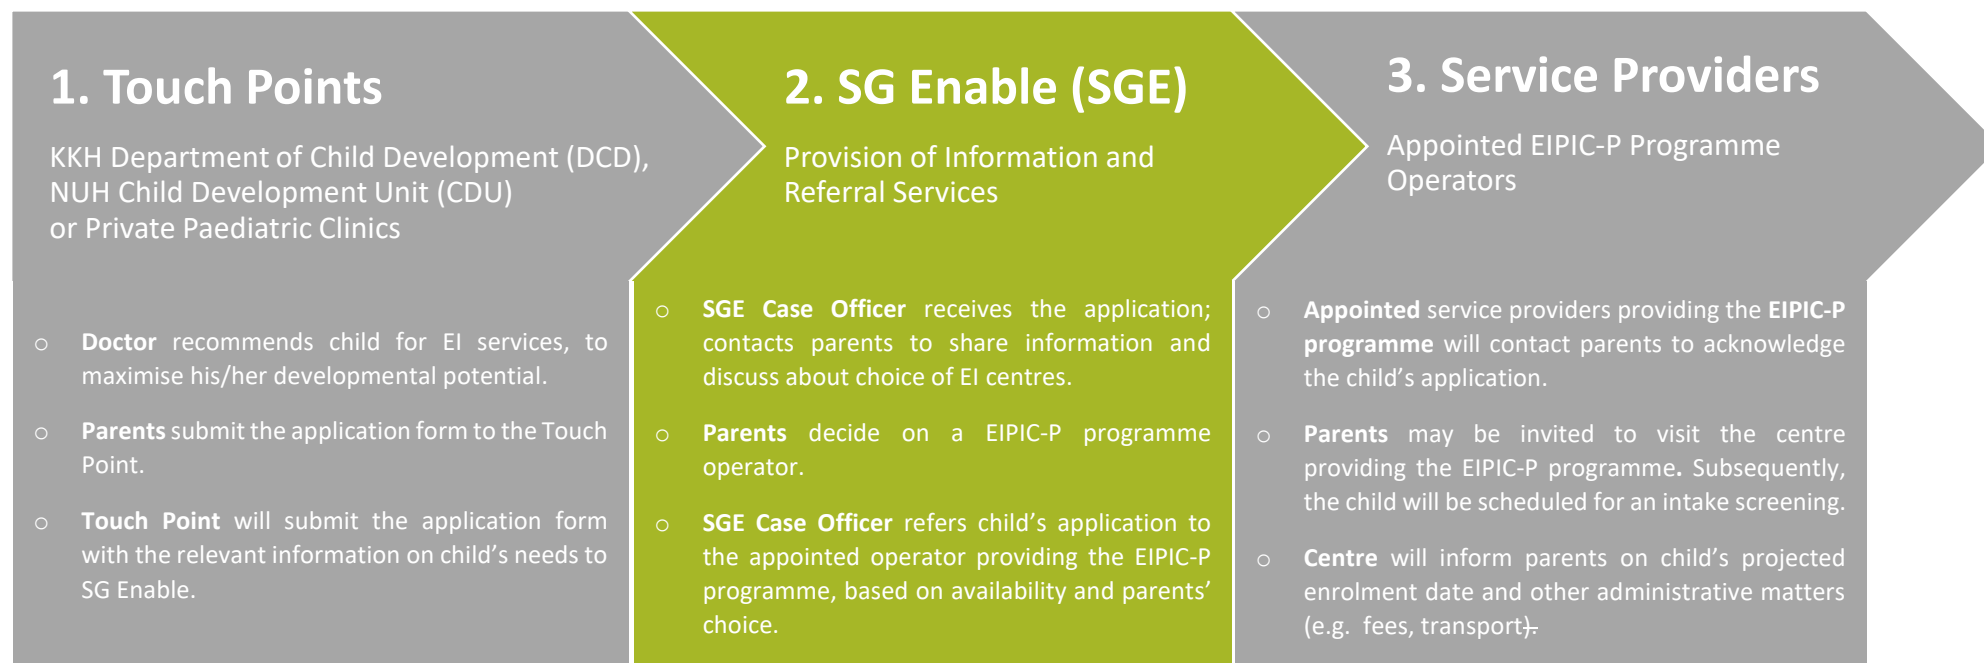 1. Touch Points
KKH Department of Child Development (DCD),
NUH Child Development Unit (CDU)
or Private Paediatric Clinics
○ Doctor recommends child for EI services, to
maximise his/her developmental potential.
○ Parents submit the application form to the Touch
Point.
○ Touch Point will submit the application form
with the relevant information on child’s needs to
SG Enable.
2. SG Enable (SGE)
Provision of Information and
Referral Services
○ SGE Case Officer receives the application;
contacts parents to share information and
discuss about choice of EI centres.
○ Parents decide on a EIPIC-P programme
operator.
○ SGE Case Officer refers child’s application to
the appointed operator providing the EIPIC-P
programme, based on availability and parents’
choice.
3. Service Providers
Appointed EIPIC-P Programme
Operators
○ Appointed service providers providing the EIPIC-P
programme will contact parents to acknowledge
the child’s application.
○ Parents may be invited to visit the centre
providing the EIPIC-P programme. Subsequently,
the child will be scheduled for an intake screening.
○ Centre will inform parents on child’s projected
enrolment date and other administrative matters
(e.g. fees, transport).